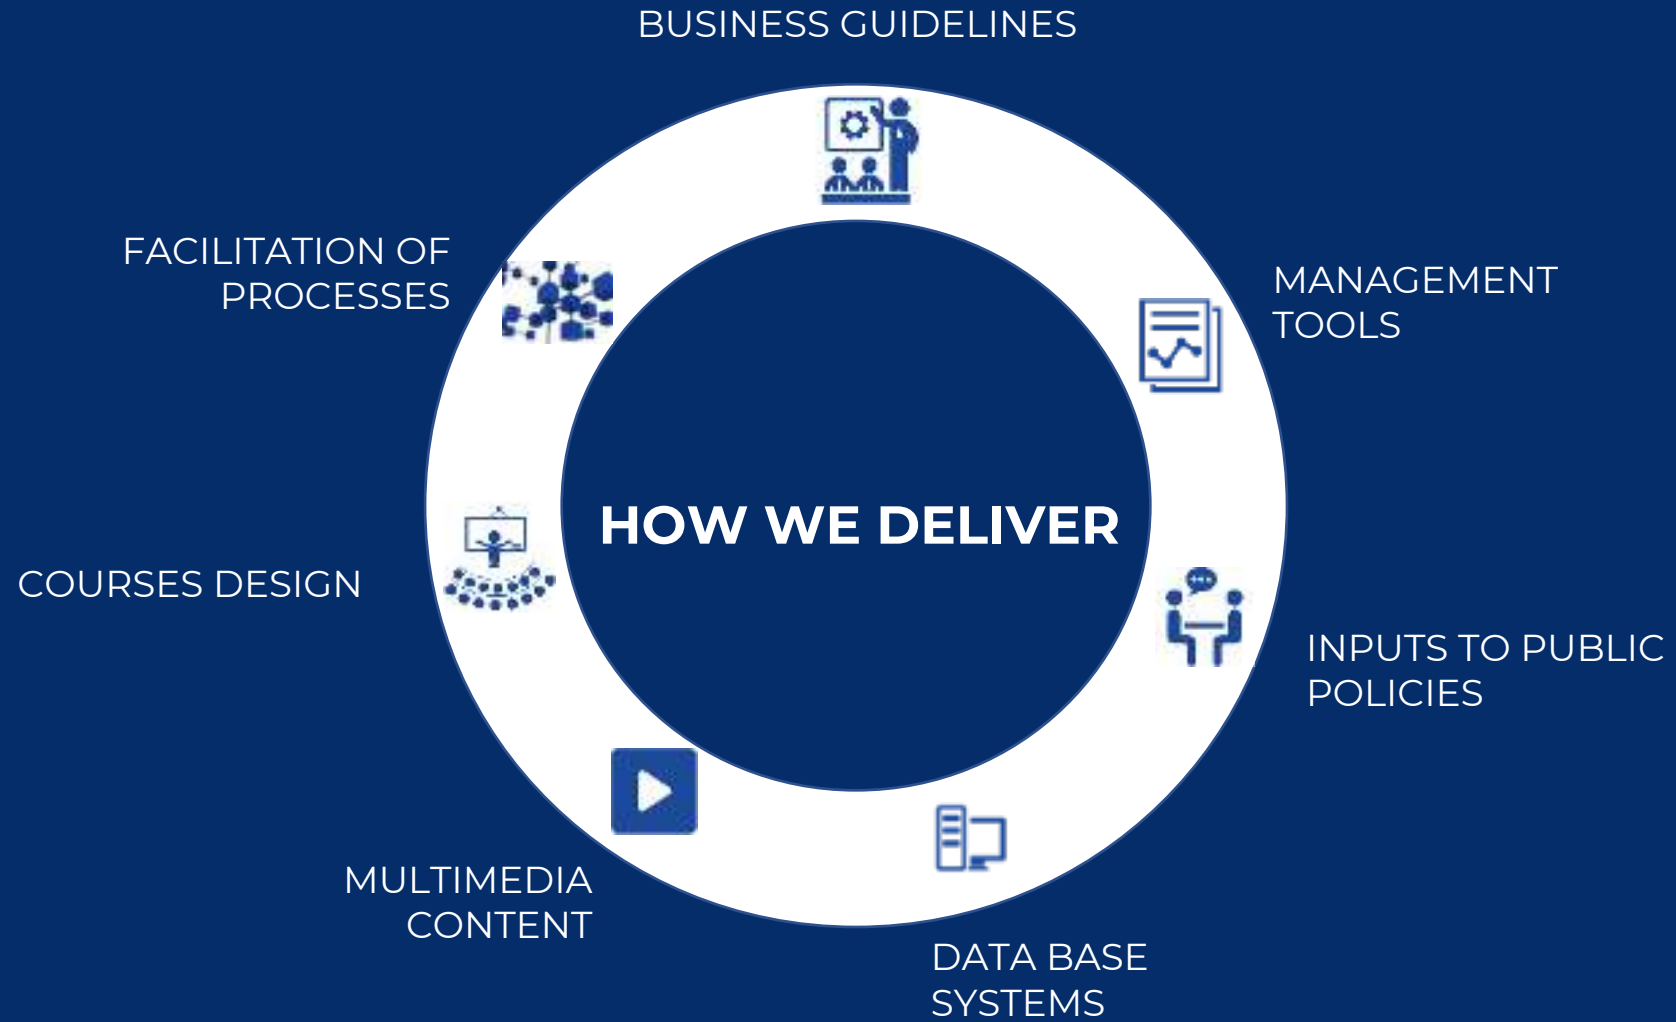 BUSINESS GUIDELINES
FACILITATION OF
PROCESSES
MANAGEMENT
TOOLS
HOW WE DELIVER
COURSES DESIGN
INPUTS TO PUBLIC
POLICIES
MULTIMEDIA
CONTENT
DATA BASE
SYSTEMS